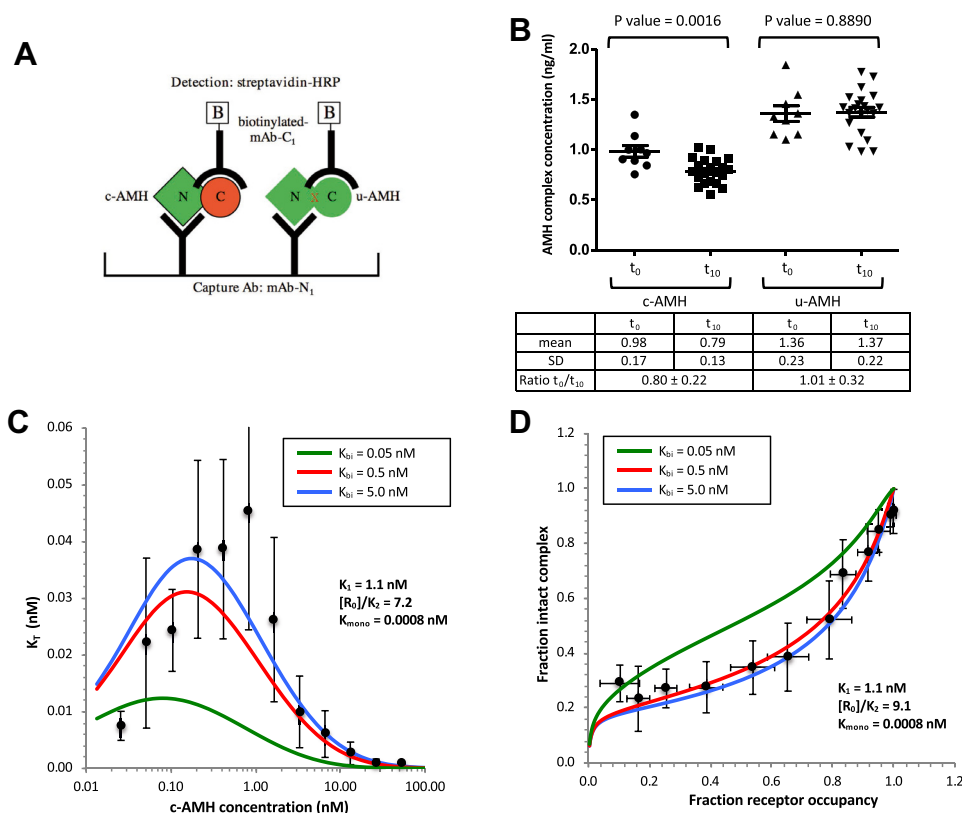 A
Detection: streptavidin-HRP
B
B
biotinylated-
mAb-C1
c-AMH
N
C
N
x
C
u-AMH
Capture Ab: mAb-N1
B
P value = 0.0016
P value = 0.8890
AMH complex concentration (ng/ml)
2.0
1.5
1.0
0.5
0.0
t0
t10
t0
t10
c-AMH
u-AMH
t0 t10 t0 t10
mean 0.98 0.79 1.36 1.37
SD 0.17 0.13 0.23 0.22
Ratio t0/t10 0.80 ± 0.22 1.01 ± 0.32
C
KT (nM)
0.06
0.05
0.04
0.03
0.02
0.01
0.00
Kbi = 0.05 nM
Kbi = 0.5 nM
Kbi = 5.0 nM
K1 = 1.1 nM
[R0]/K2 = 7.2
Kmono = 0.0008 nM
0.01 0.10 1.00 10.00 100.00
c-AMH concentration (nM)
D
Fraction intact complex
1.2
1.0
0.8
0.6
0.4
0.2
0.0
Kbi = 0.05 nM
Kbi = 0.5 nM
Kbi = 5.0 nM
K1 = 1.1 nM
[R0]/K2 = 9.1
Kmono = 0.0008 nM
0.0 0.2 0.4 0.6 0.8 1.0 1.2
Fraction receptor occupancy